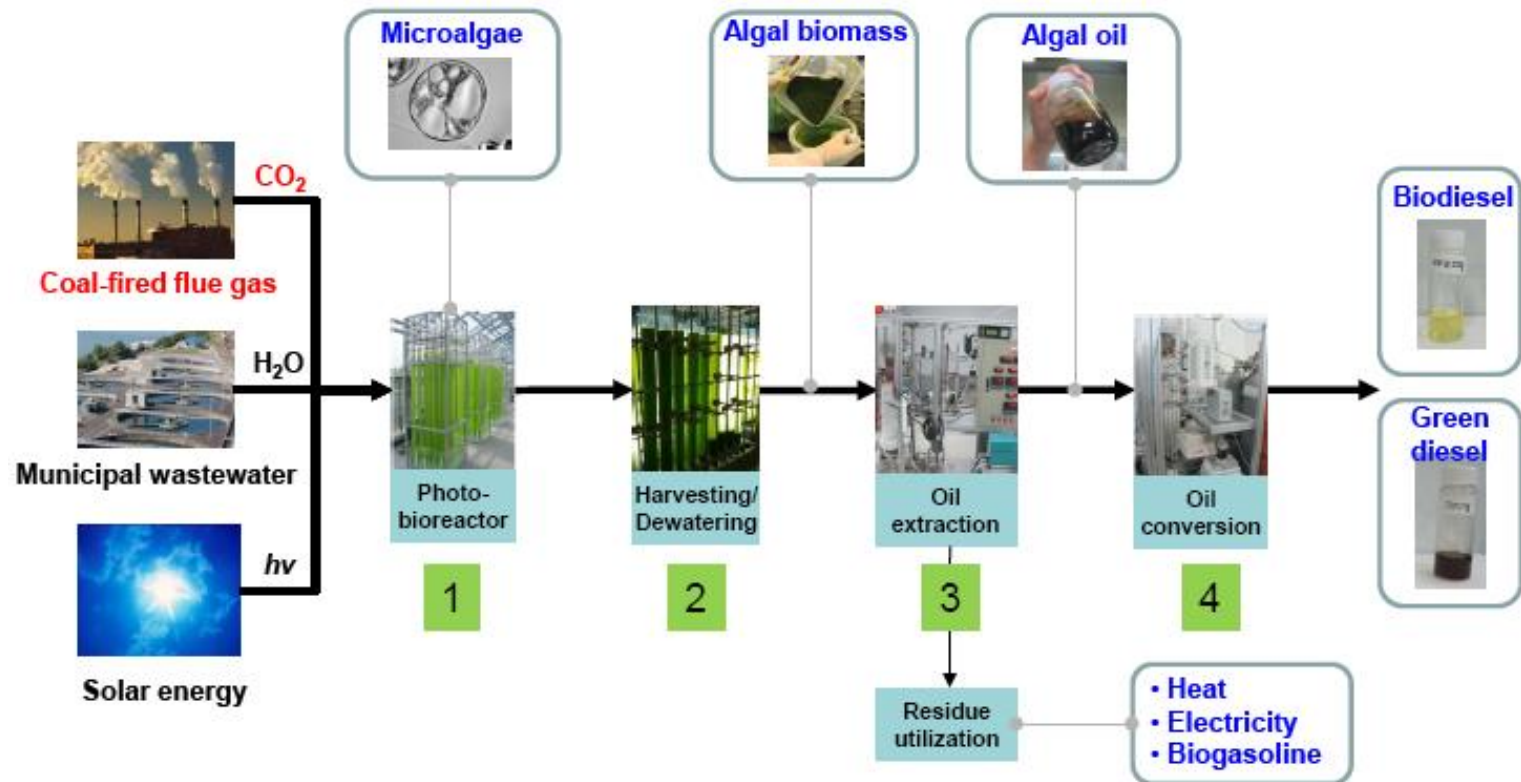 Microalgae
Algal biomass
Algal oil
CO₂
Coal-fired flue gas
H₂O
Municipal wastewater
hv
Solar energy
Photo-
bioreactor
1
Harvesting/
Dewatering
2
Oil
extraction
3
Oil
conversion
4
Biodiesel
Green
diesel
Residue
utilization
• Heat
• Electricity
• Biogasoline